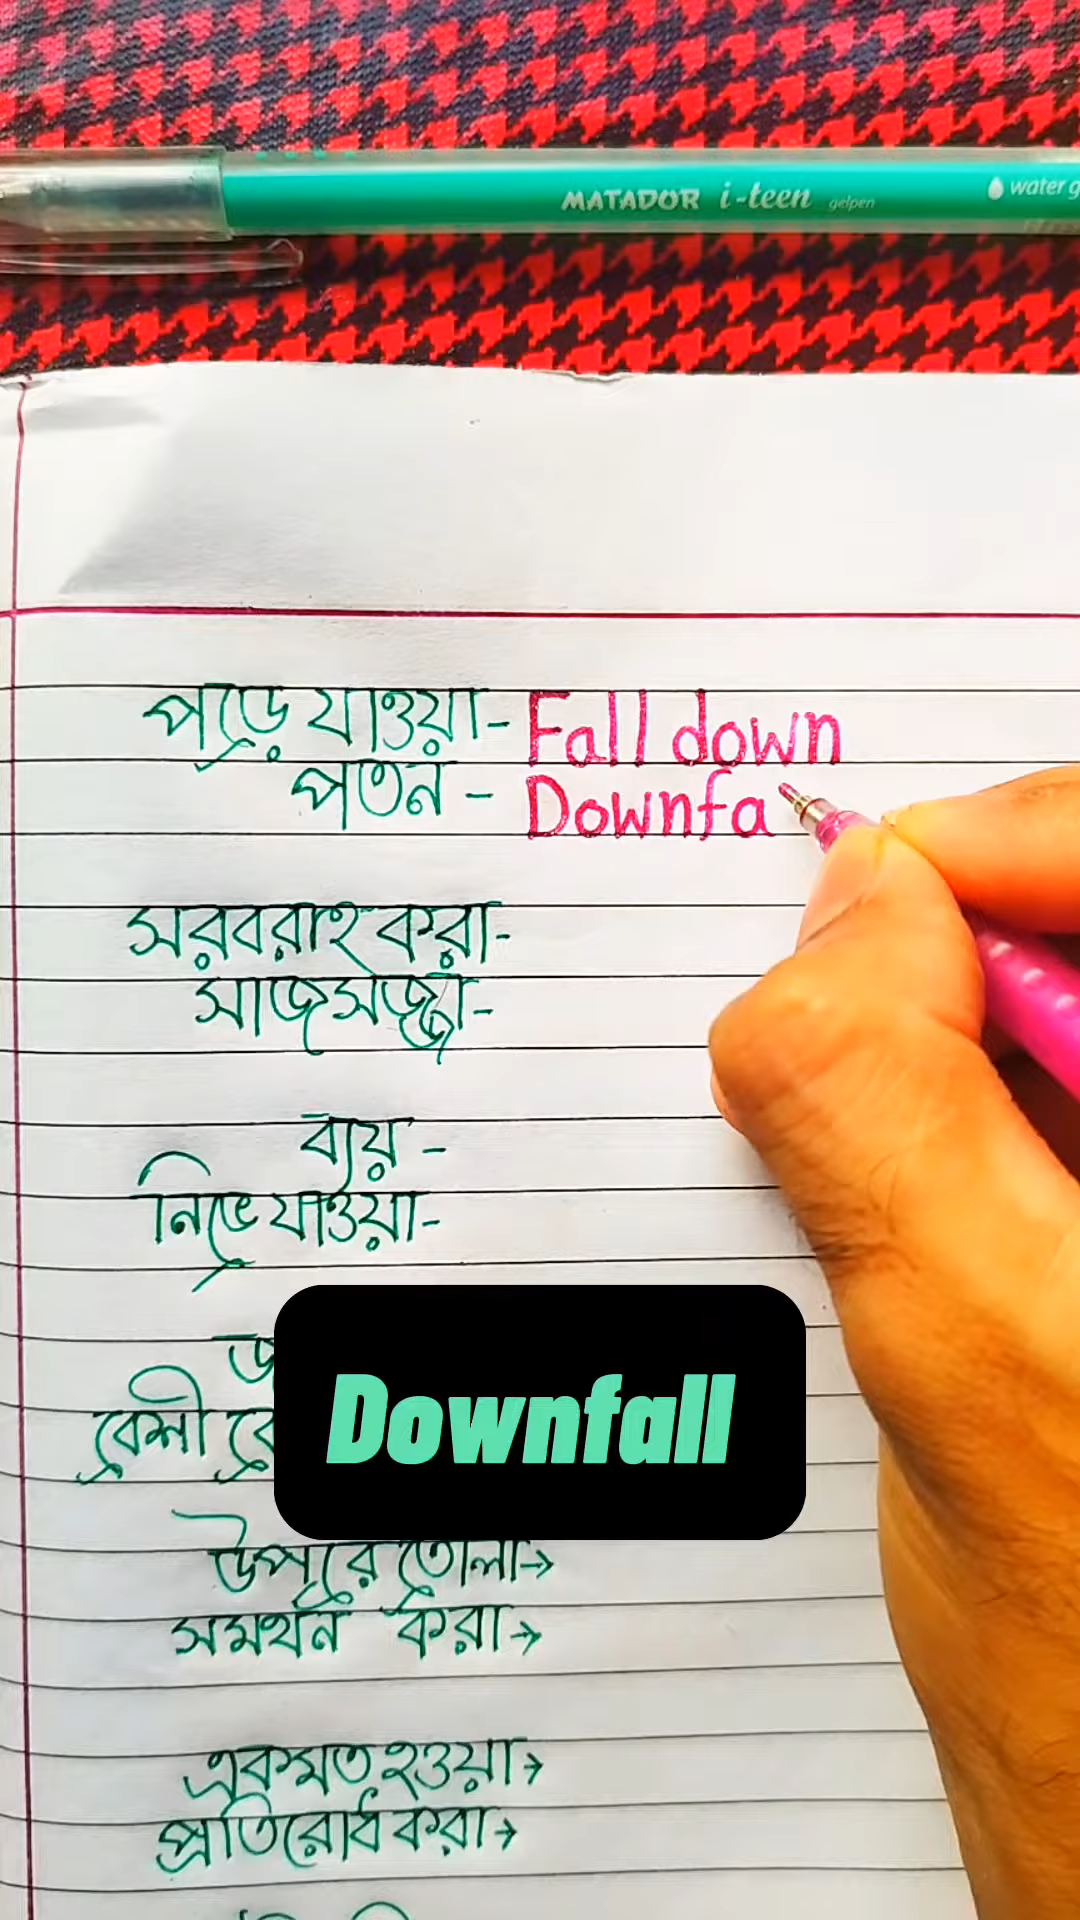 MATADOR i-teen gelpen water g
পড়ে যাওয়া- Fall down
পতন - Downfa
সরবরাহ করা-
সাজসজ্জা-
ব্যয় -
নিভে যাওয়া-
Downfall
বেশী
উপরে তোলা→
সমর্থন করা→
একমত হওয়া→
প্রতিরোধ করা→